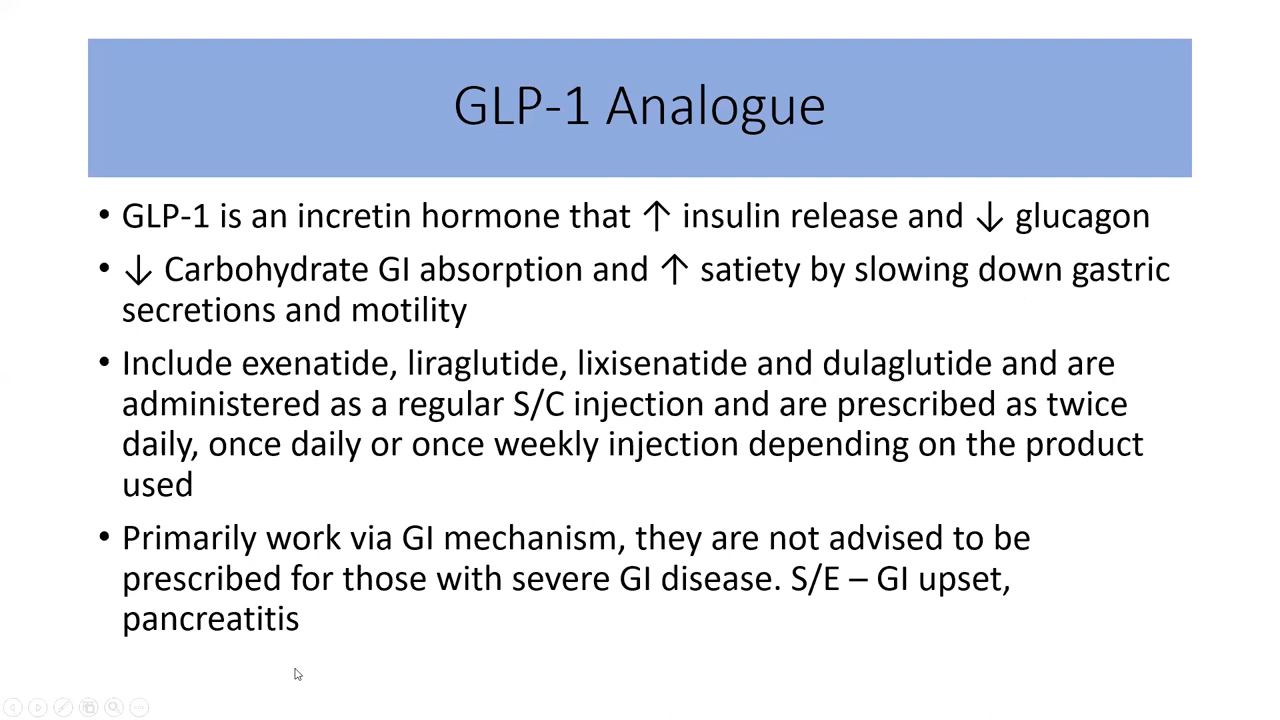 GLP-1 Analogue
• GLP-1 is an incretin hormone that ↑ insulin release and ↓ glucagon
• ↓ Carbohydrate GI absorption and ↑ satiety by slowing down gastric
secretions and motility
• Include exenatide, liraglutide, lixisenatide and dulaglutide and are
administered as a regular S/C injection and are prescribed as twice
daily, once daily or once weekly injection depending on the product
used
• Primarily work via GI mechanism, they are not advised to be
prescribed for those with severe GI disease. S/E – GI upset,
pancreatitis